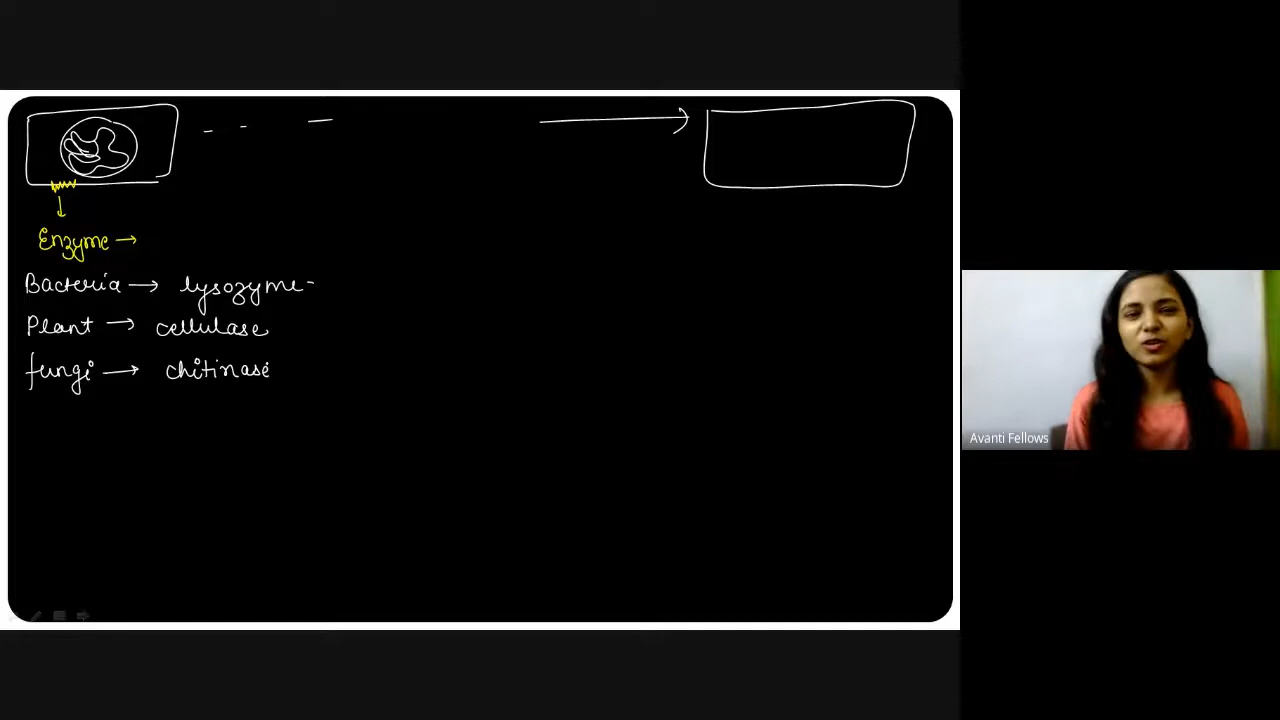 Enzyme →
Bacteria → lysozyme-
Plant → cellulase
fungi → chitinase
Avanti Fellows